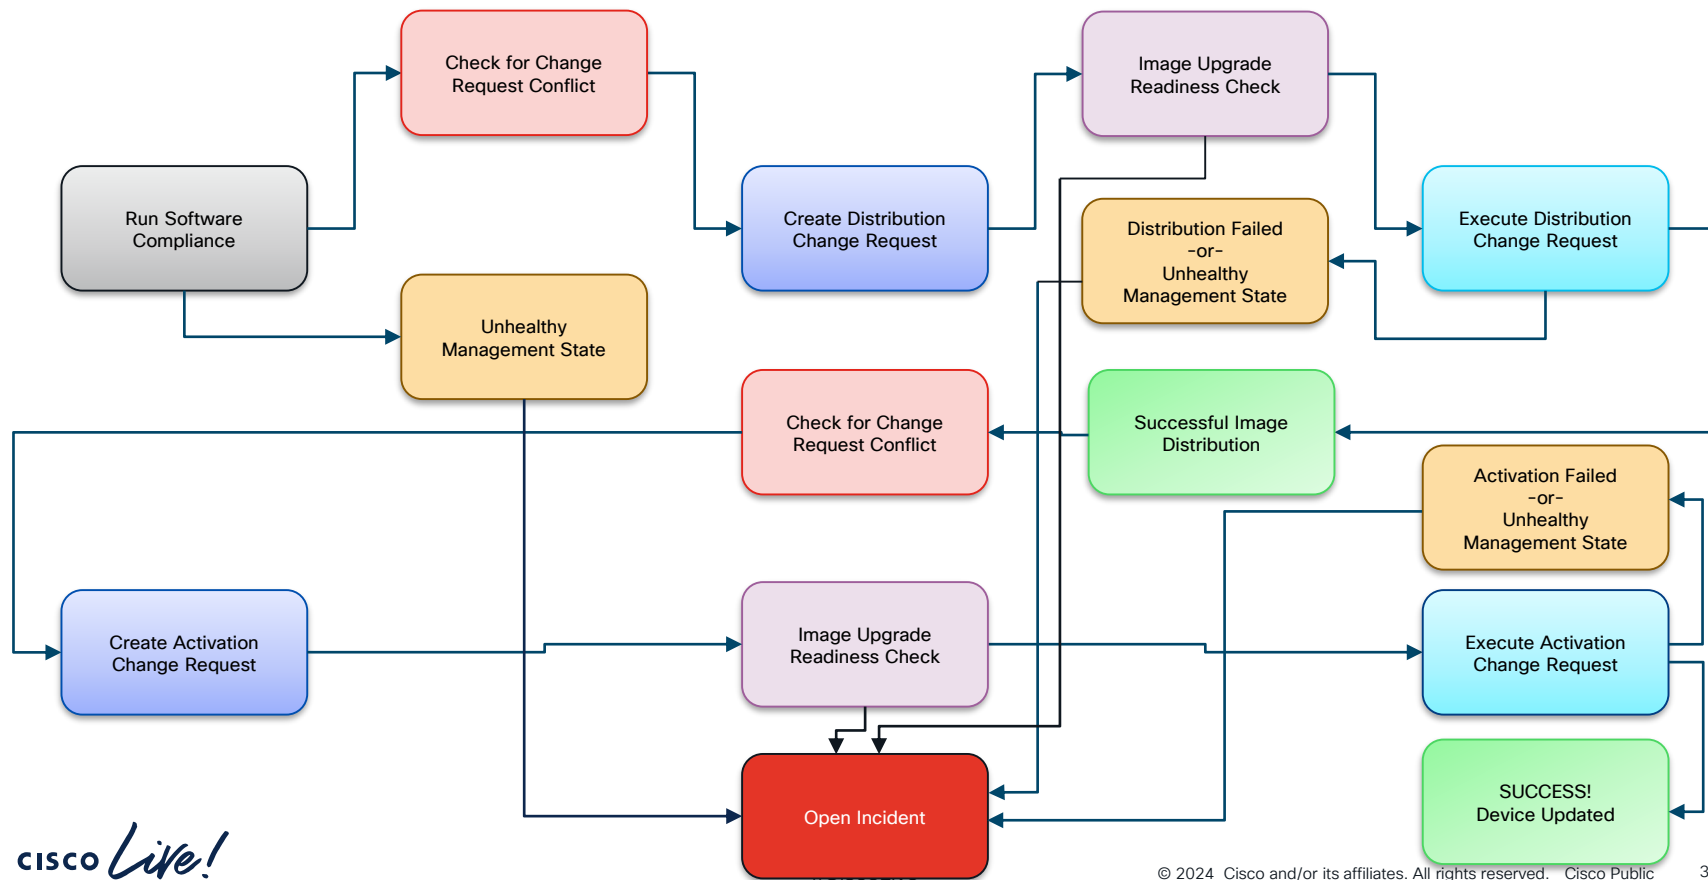 Check for Change
Request Conflict
Image Upgrade
Readiness Check
Run Software
Compliance
Create Distribution
Change Request
Distribution Failed
-or-
Unhealthy
Management State
Execute Distribution
Change Request
Unhealthy
Management State
Check for Change
Request Conflict
Successful Image
Distribution
Activation Failed
-or-
Unhealthy
Management State
Create Activation
Change Request
Image Upgrade
Readiness Check
Execute Activation
Change Request
Open Incident
SUCCESS!
Device Updated
CISCO Live!
© 2024 Cisco and/or its affiliates. All rights reserved. Cisco Public